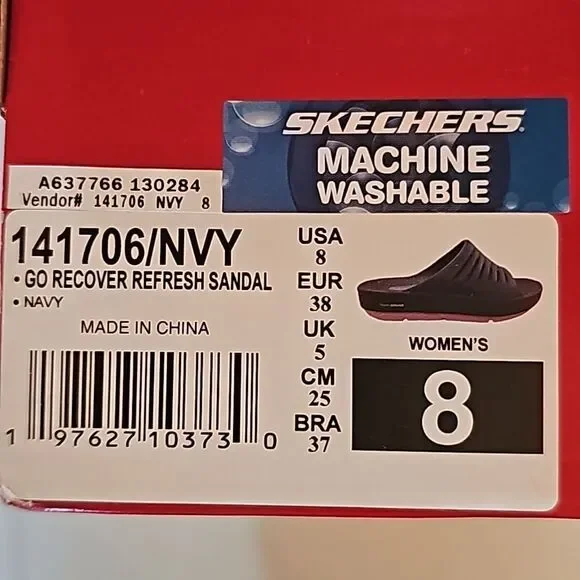 SKECHERS
MACHINE
WASHABLE
A637766 130284
Vendor# 141706 NVY 8
141706/NVY
• GO RECOVER REFRESH SANDAL
• NAVY
MADE IN CHINA
1 97627 10373 0
USA
8
EUR
38
UK
5
CM
25
BRA
37
WOMEN'S
8